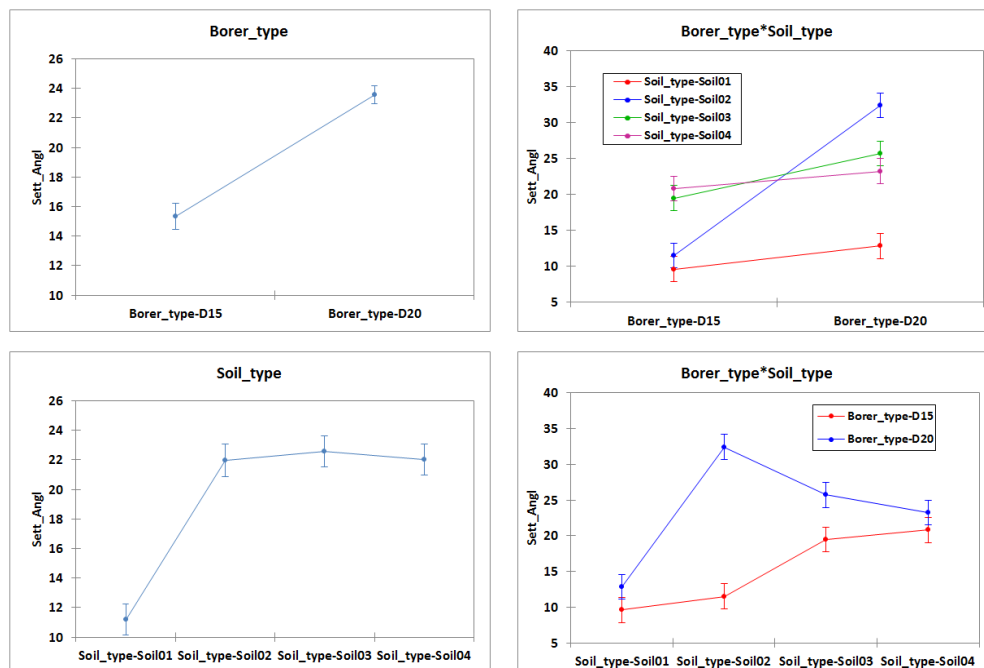 Borer_type
26
24
22
20
18
16
14
12
10
Sett_Angl
Borer_type-D15 Borer_type-D20
Borer_type*Soil_type
40
35
30
25
20
15
10
5
Sett_Angl
Soil_type-Soil01
Soil_type-Soil02
Soil_type-Soil03
Soil_type-Soil04
Borer_type-D15 Borer_type-D20
Soil_type
26
24
22
20
18
16
14
12
10
Sett_Angl
Soil_type-Soil01 Soil_type-Soil02 Soil_type-Soil03 Soil_type-Soil04
Borer_type*Soil_type
40
35
30
25
20
15
10
5
Sett_Angl
Borer_type-D15
Borer_type-D20
Soil_type-Soil01 Soil_type-Soil02 Soil_type-Soil03 Soil_type-Soil04